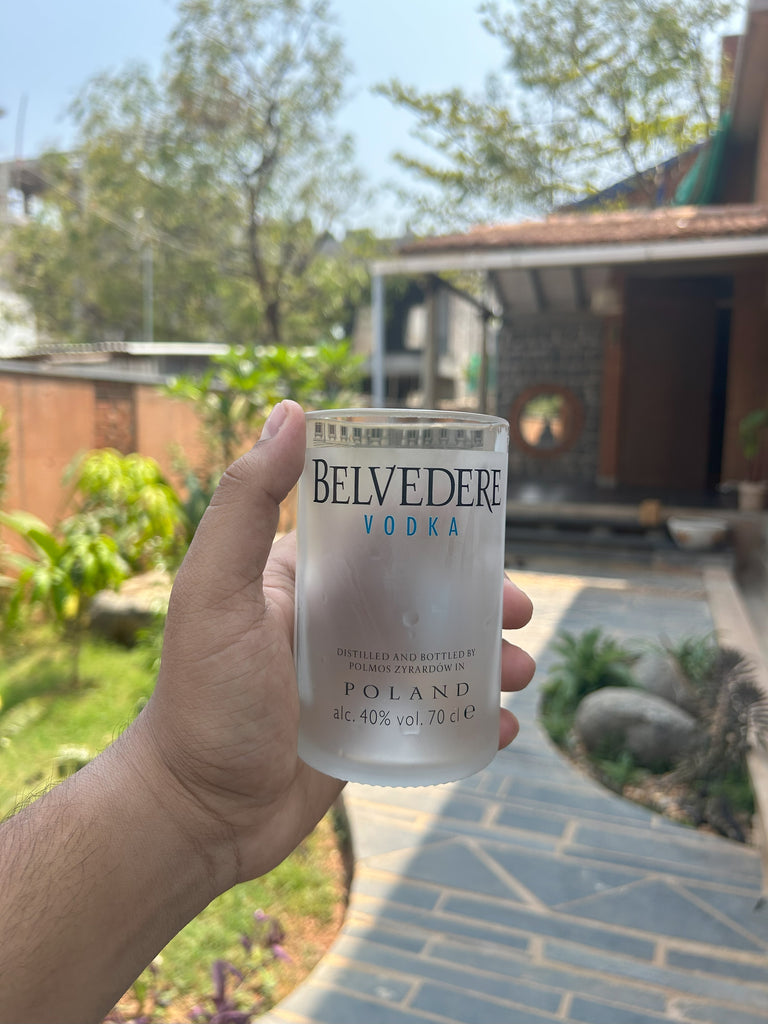 BELVEDERE
VODKA
DISTILLED AND BOTTLED BY
POLMOS ZYRARDÓW IN
POLAND
alc. 40% vol. 70 cl ℮